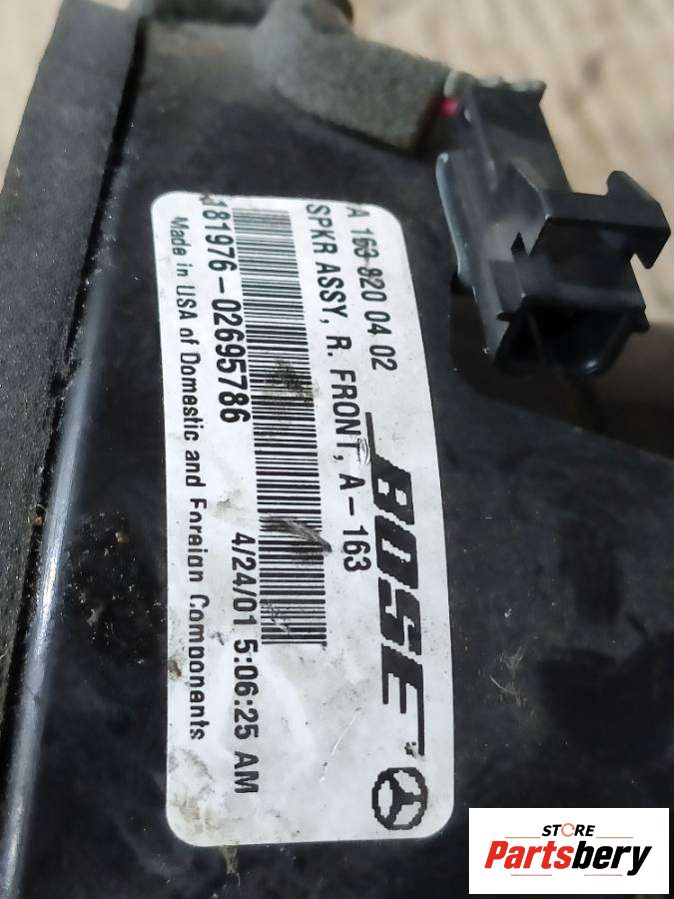 A 163 820 04 02
SPKR ASSY, R. FRONT, A-163
BOSE
181976-02695786
4/24/01 5:06:25 AM
Made in USA of Domestic and Foreign Components
STORE
Partsbery